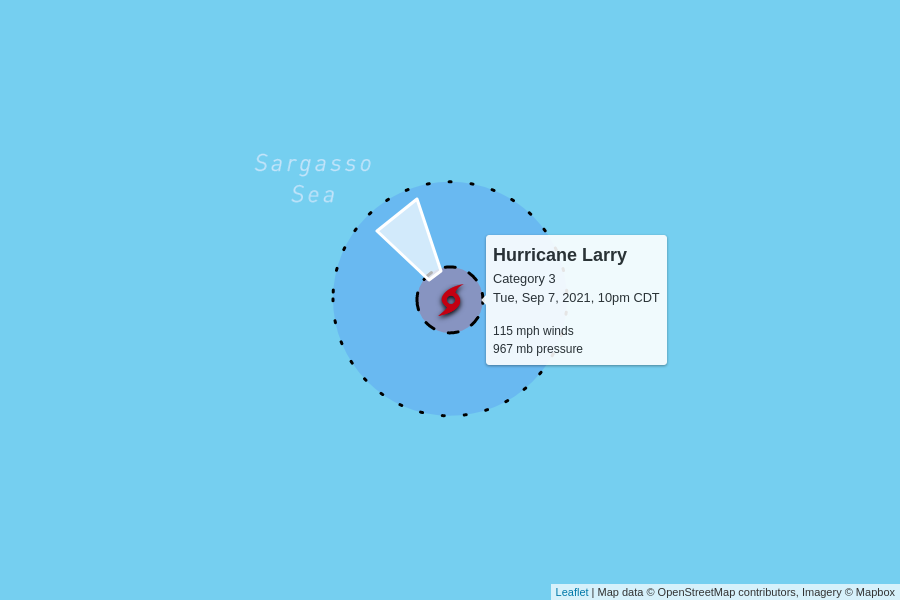 Sargasso
Sea
Hurricane Larry
Category 3
Tue, Sep 7, 2021, 10pm CDT
115 mph winds
967 mb pressure
Leaflet | Map data © OpenStreetMap contributors, Imagery © Mapbox